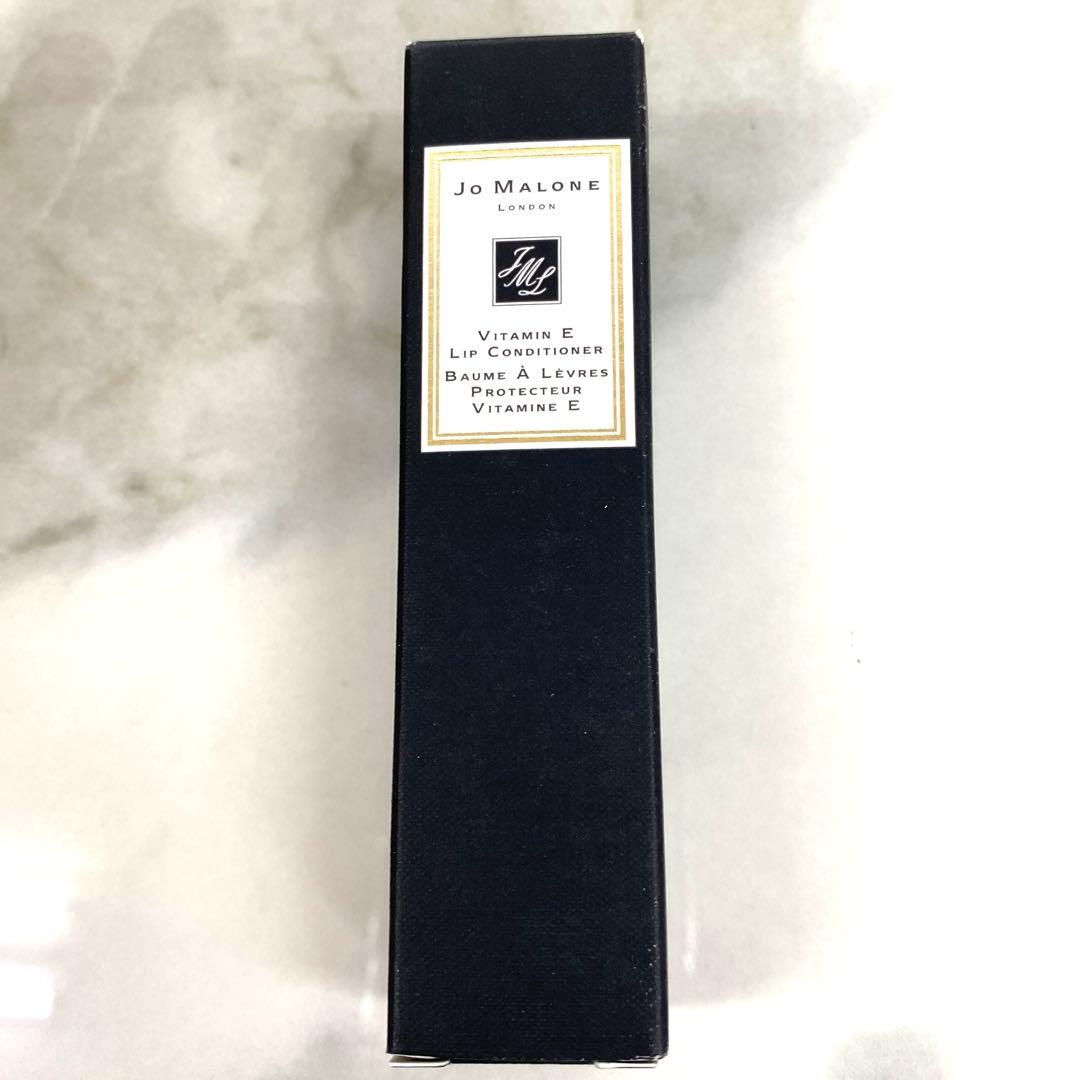 JO MALONE
LONDON
JML
VITAMIN E
LIP CONDITIONER
BAUME À LÈVRES
PROTECTEUR
VITAMINE E